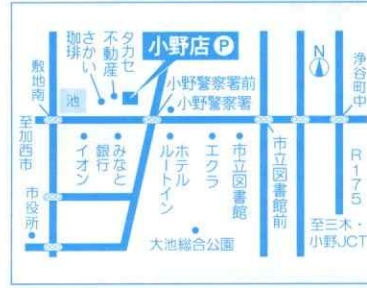 小野店 P
タカセ
不動産
さかい
珈琲
池
敷地南
小野警察署前
小野警察署
N
浄谷町中
至加西市
市役所
イオン
みなと
銀行
ホテル
ルートイン
エクラ
市立図書館
市立図書館前
R175
大池総合公園
至三木・
小野JCT